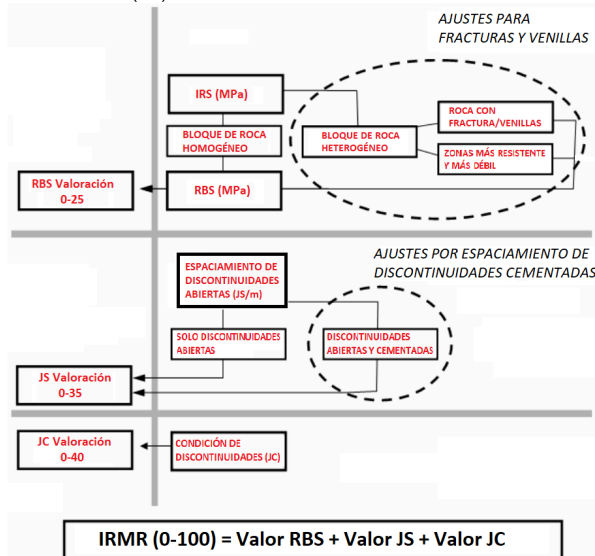 AJUSTES PARA
FRACTURAS Y VENILLAS
IRS (MPa)
BLOQUE DE ROCA
HOMOGÉNEO
BLOQUE DE ROCA
HETEROGÉNEO
ROCA CON
FRACTURA/VENILLAS
ZONAS MÁS RESISTENTE
Y MÁS DÉBIL
RBS Valoración
0-25
RBS (MPa)
AJUSTES POR ESPACIAMIENTO DE
DISCONTINUIDADES CEMENTADAS
ESPACIAMIENTO DE
DISCONTINUIDADES
ABIERTAS (JS/m)
SOLO DISCONTINUIDADES
ABIERTAS
DISCONTINUIDADES
ABIERTAS Y CEMENTADAS
JS Valoración
0-35
JC Valoración
0-40
CONDICIÓN DE
DISCONTINUIDADES (JC)
IRMR (0-100) = Valor RBS + Valor JS + Valor JC